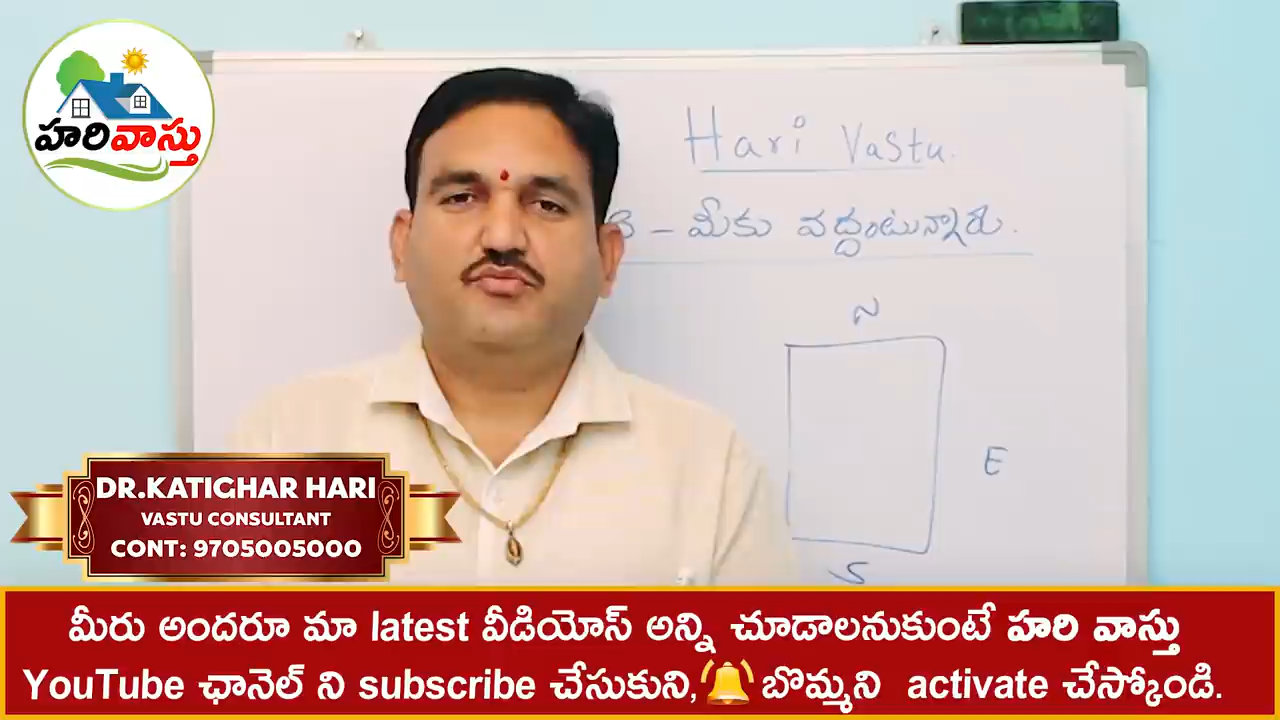 హరివాస్తు
Hari Vastu.
- మీకు వద్దంటున్నారు.
N
E
S
DR.KATIGHAR HARI
VASTU CONSULTANT
CONT: 9705005000
మీరు అందరూ మా latest వీడియోస్ అన్ని చూడాలనుకుంటే హరి వాస్తు
YouTube ఛానెల్ ని subscribe చేసుకుని, బొమ్మని activate చేస్కోండి.